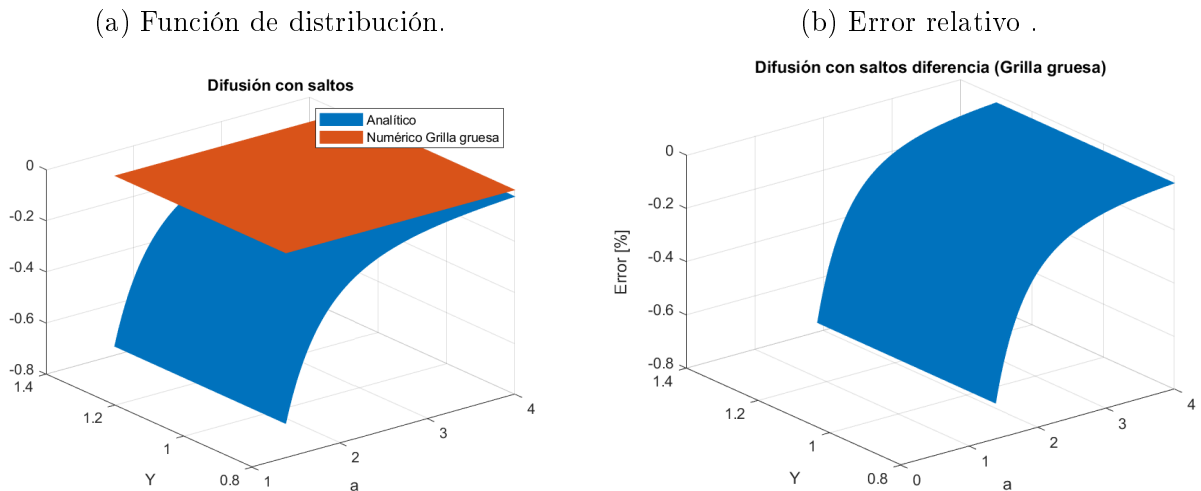 (a) Función de distribución.
Difusión con saltos
Analítico
Numérico Grilla gruesa
0
-0.2
-0.4
-0.6
-0.8
1.4
1.2
1
0.8
Y
1
2
3
4
a
(b) Error relativo .
Difusión con saltos diferencia (Grilla gruesa)
Error [%]
0
-0.2
-0.4
-0.6
-0.8
1.4
1.2
1
0.8
Y
0
1
2
3
4
a